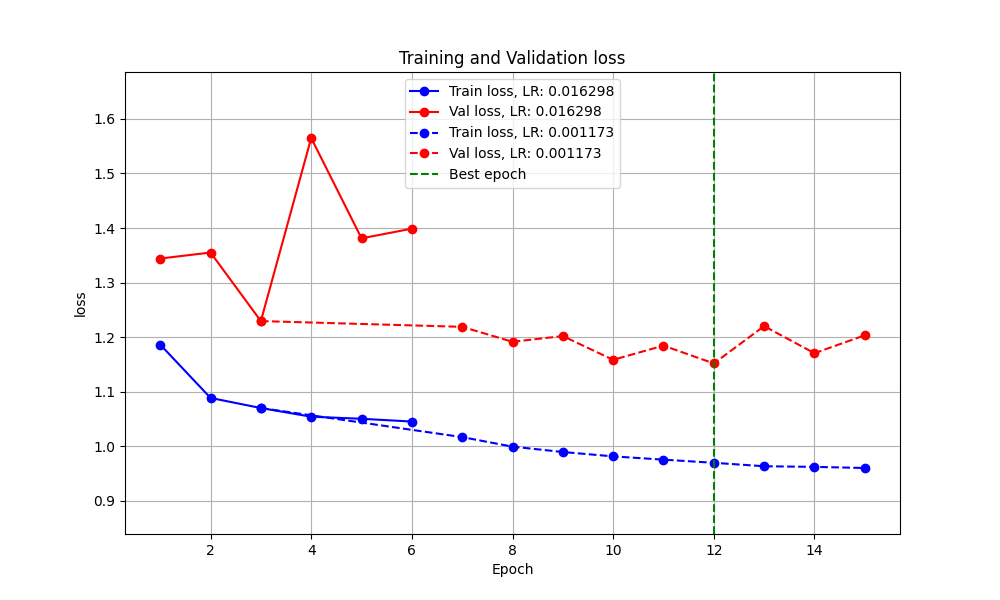 Training and Validation loss
Train loss, LR: 0.016298
Val loss, LR: 0.016298
Train loss, LR: 0.001173
Val loss, LR: 0.001173
Best epoch
loss
1.6
1.5
1.4
1.3
1.2
1.1
1.0
0.9
2 4 6 8 10 12 14
Epoch